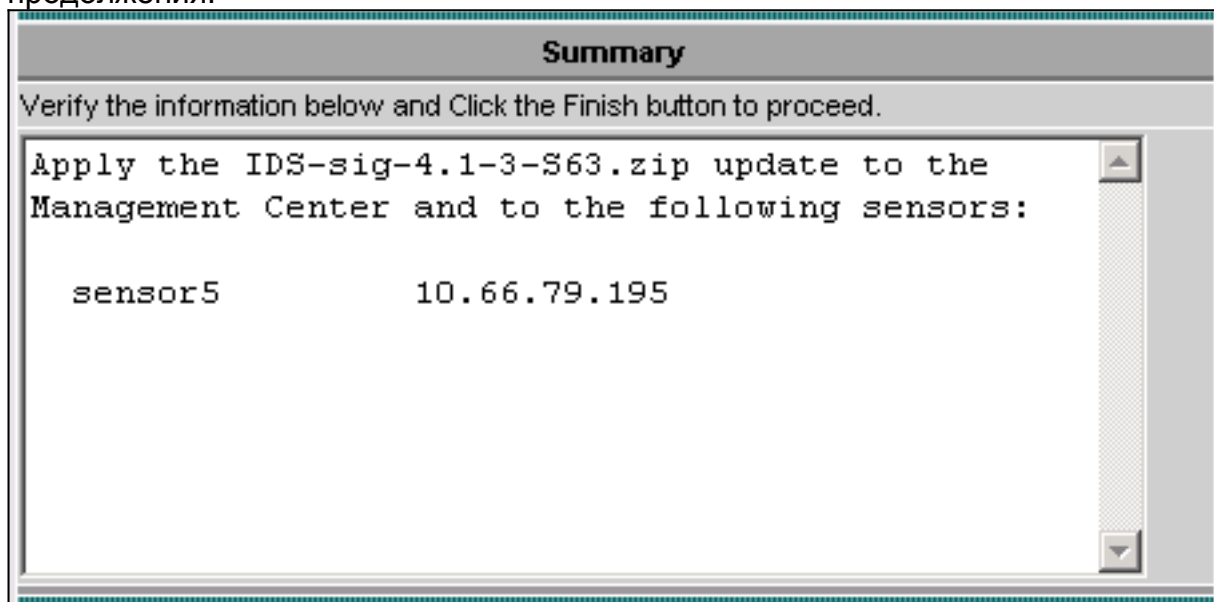 продолжения.
Summary
Verify the information below and Click the Finish button to proceed.
Apply the IDS-sig-4.1-3-S63.zip update to the
Management Center and to the following sensors:
sensor5 10.66.79.195